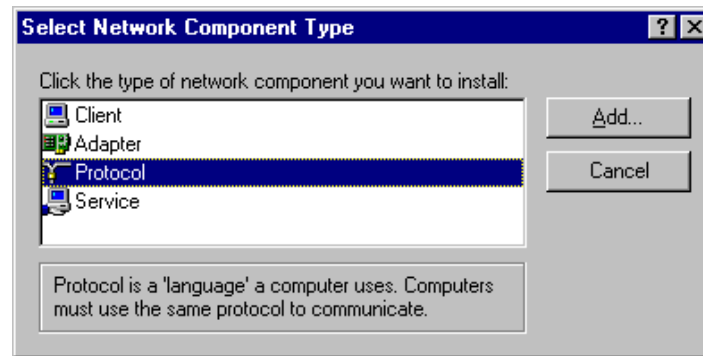 Select Network Component Type
Click the type of network component you want to install:
Client
Adapter
Protocol
Service
Add...
Cancel
Protocol is a 'language' a computer uses. Computers
must use the same protocol to communicate.